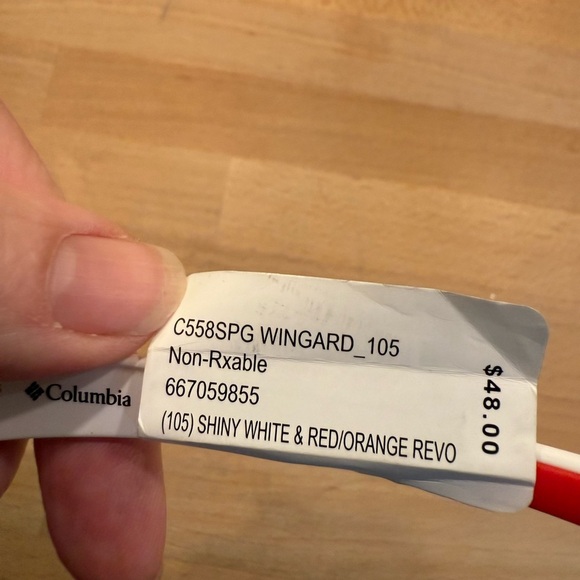 C558SPG WINGARD_105
Non-Rxable
667059855
(105) SHINY WHITE & RED/ORANGE REVO
$48.00
Columbia